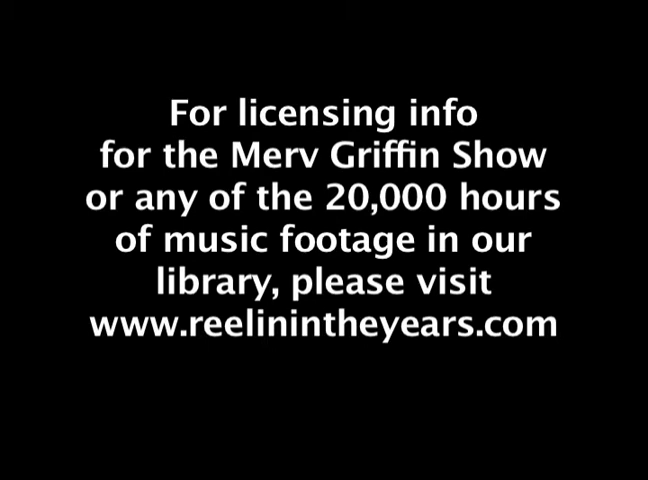 For licensing info
for the Merv Griffin Show
or any of the 20,000 hours
of music footage in our
library, please visit
www.reelinintheyears.com